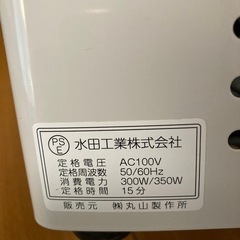 PSE 水田工業株式会社
定格電圧 AC100V
定格周波数 50/60Hz
消費電力 300W/350W
定格時間 15分
販売元 ㈱丸山製作所